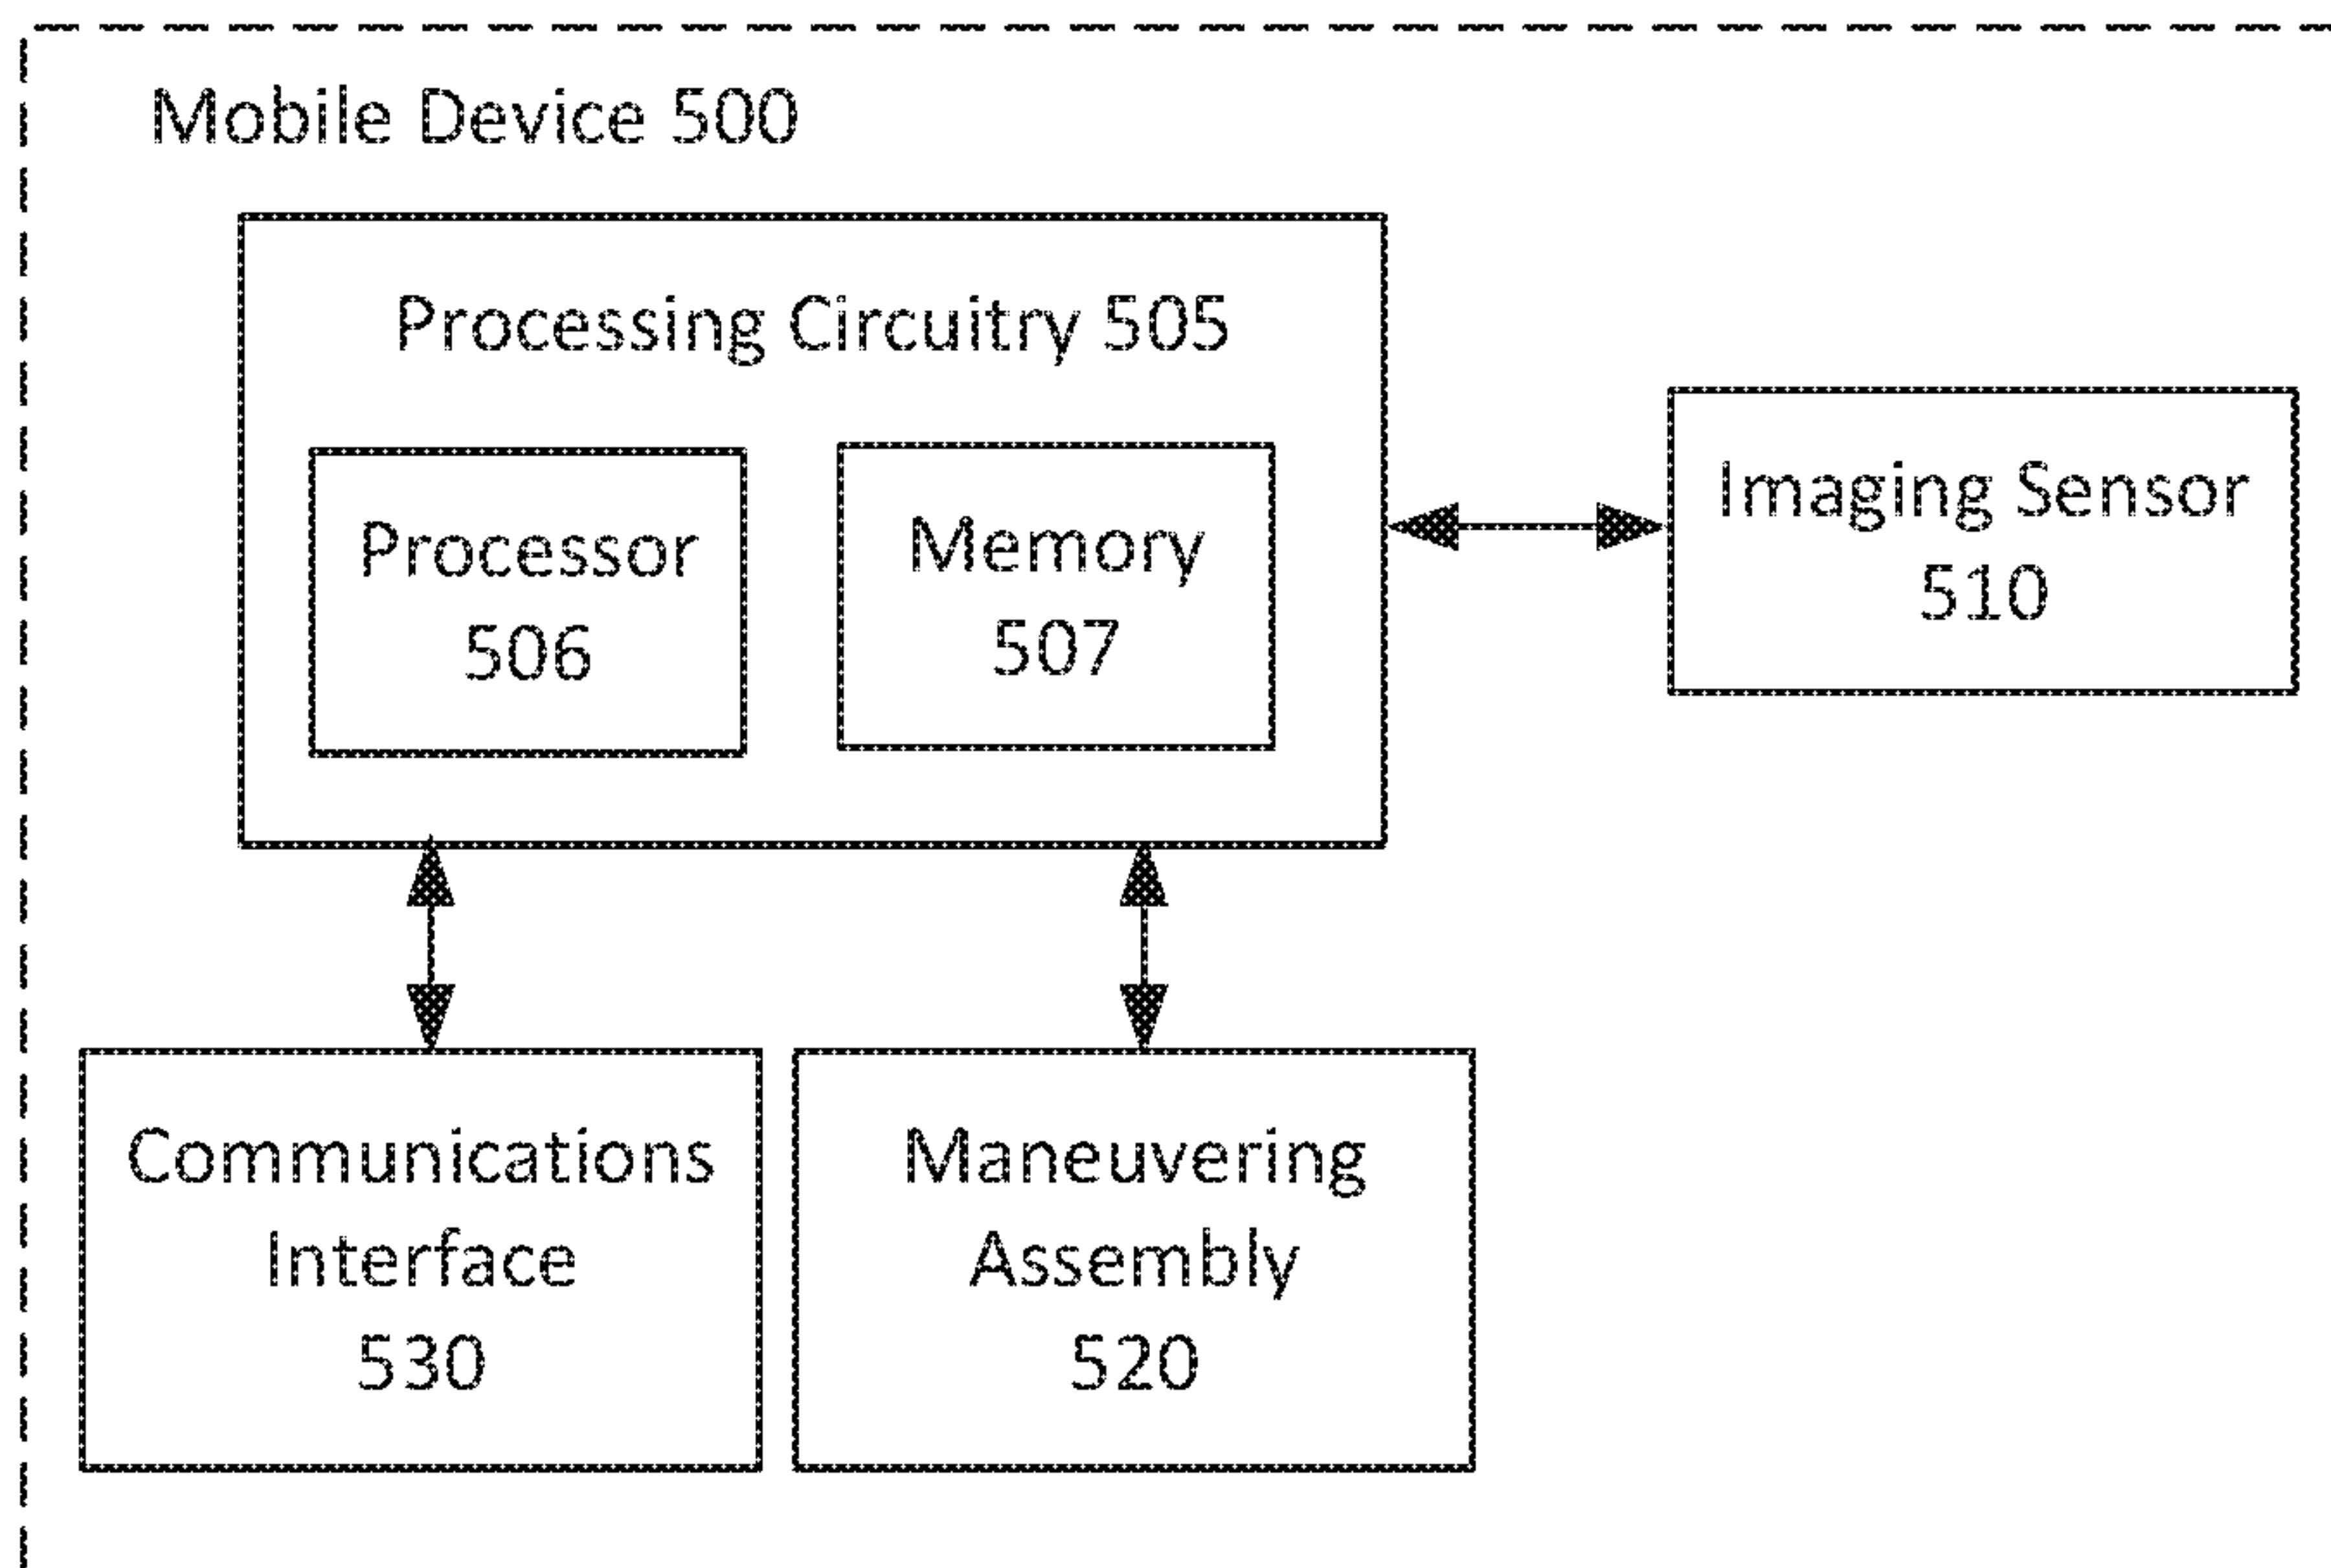 Mobile Device 500
Processing Circuitry 505
Processor
506
Memory
507
Imaging Sensor
510
Communications
Interface
530
Maneuvering
Assembly
520